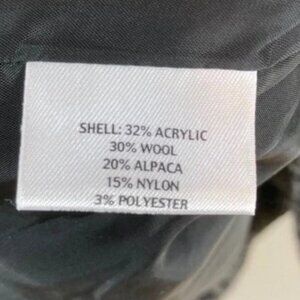 SHELL: 32% ACRYLIC
30% WOOL
20% ALPACA
15% NYLON
3% POLYESTER